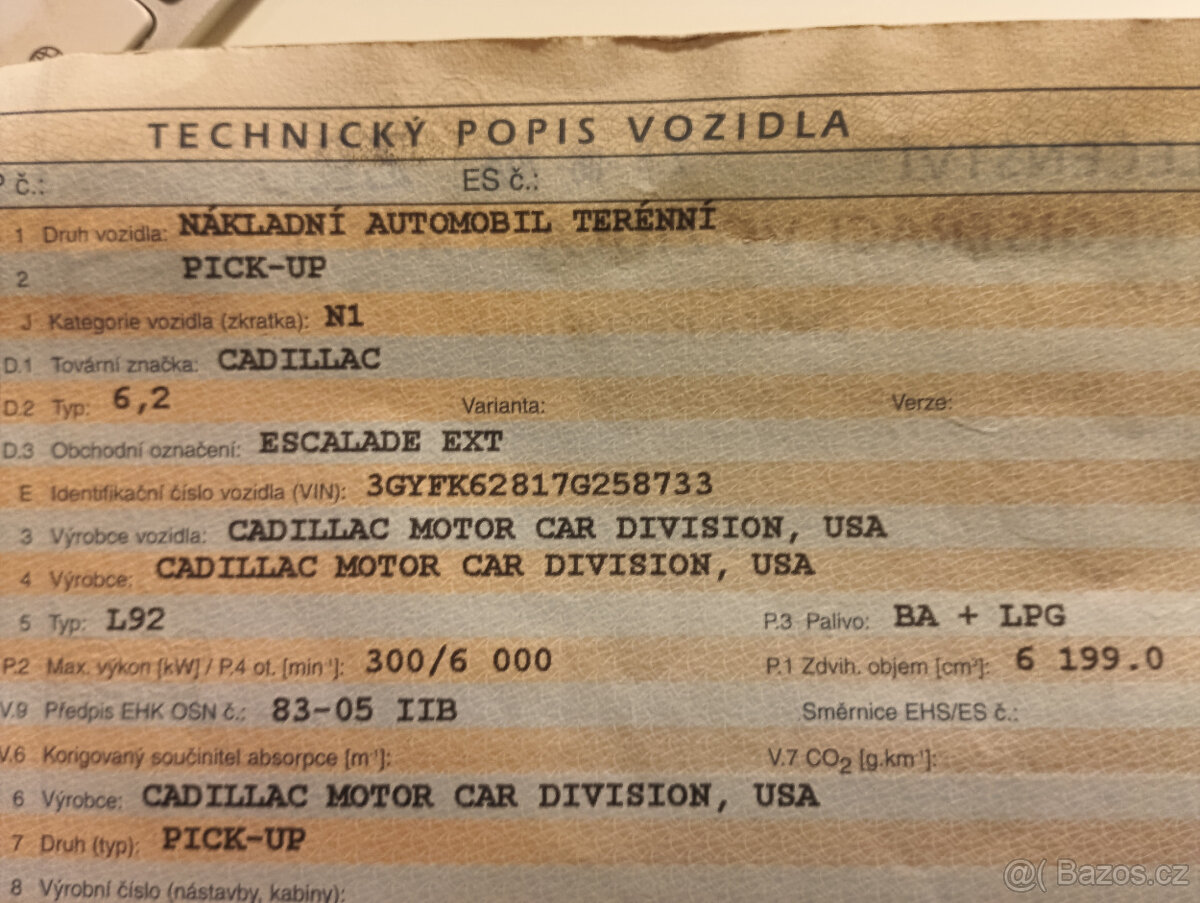 TECHNICKÝ POPIS VOZIDLA
č.: ES č.:
1 Druh vozidla: NÁKLADNÍ AUTOMOBIL TERÉNNÍ
2 PICK-UP
J Kategorie vozidla (zkratka): N1
D.1 Tovární značka: CADILLAC
D.2 Typ: 6,2 Varianta: Verze:
D.3 Obchodní označení: ESCALADE EXT
E Identifikační číslo vozidla (VIN): 3GYFK62817G258733
3 Výrobce vozidla: CADILLAC MOTOR CAR DIVISION, USA
4 Výrobce: CADILLAC MOTOR CAR DIVISION, USA
5 Typ: L92 P.3 Palivo: BA + LPG
P.2 Max. výkon [kW] / P.4 ot. [min⁻¹]: 300/6 000 P.1 Zdvih. objem [cm³]: 6 199.0
V.9 Předpis EHK OSN č.: 83-05 IIB Směrnice EHS/ES č.:
V.6 Korigovaný součinitel absorpce [m⁻¹]: V.7 CO₂ [g.km⁻¹]:
6 Výrobce: CADILLAC MOTOR CAR DIVISION, USA
7 Druh (typ): PICK-UP
8 Výrobní číslo (nástavby, kabiny):
@( Bazos.cz